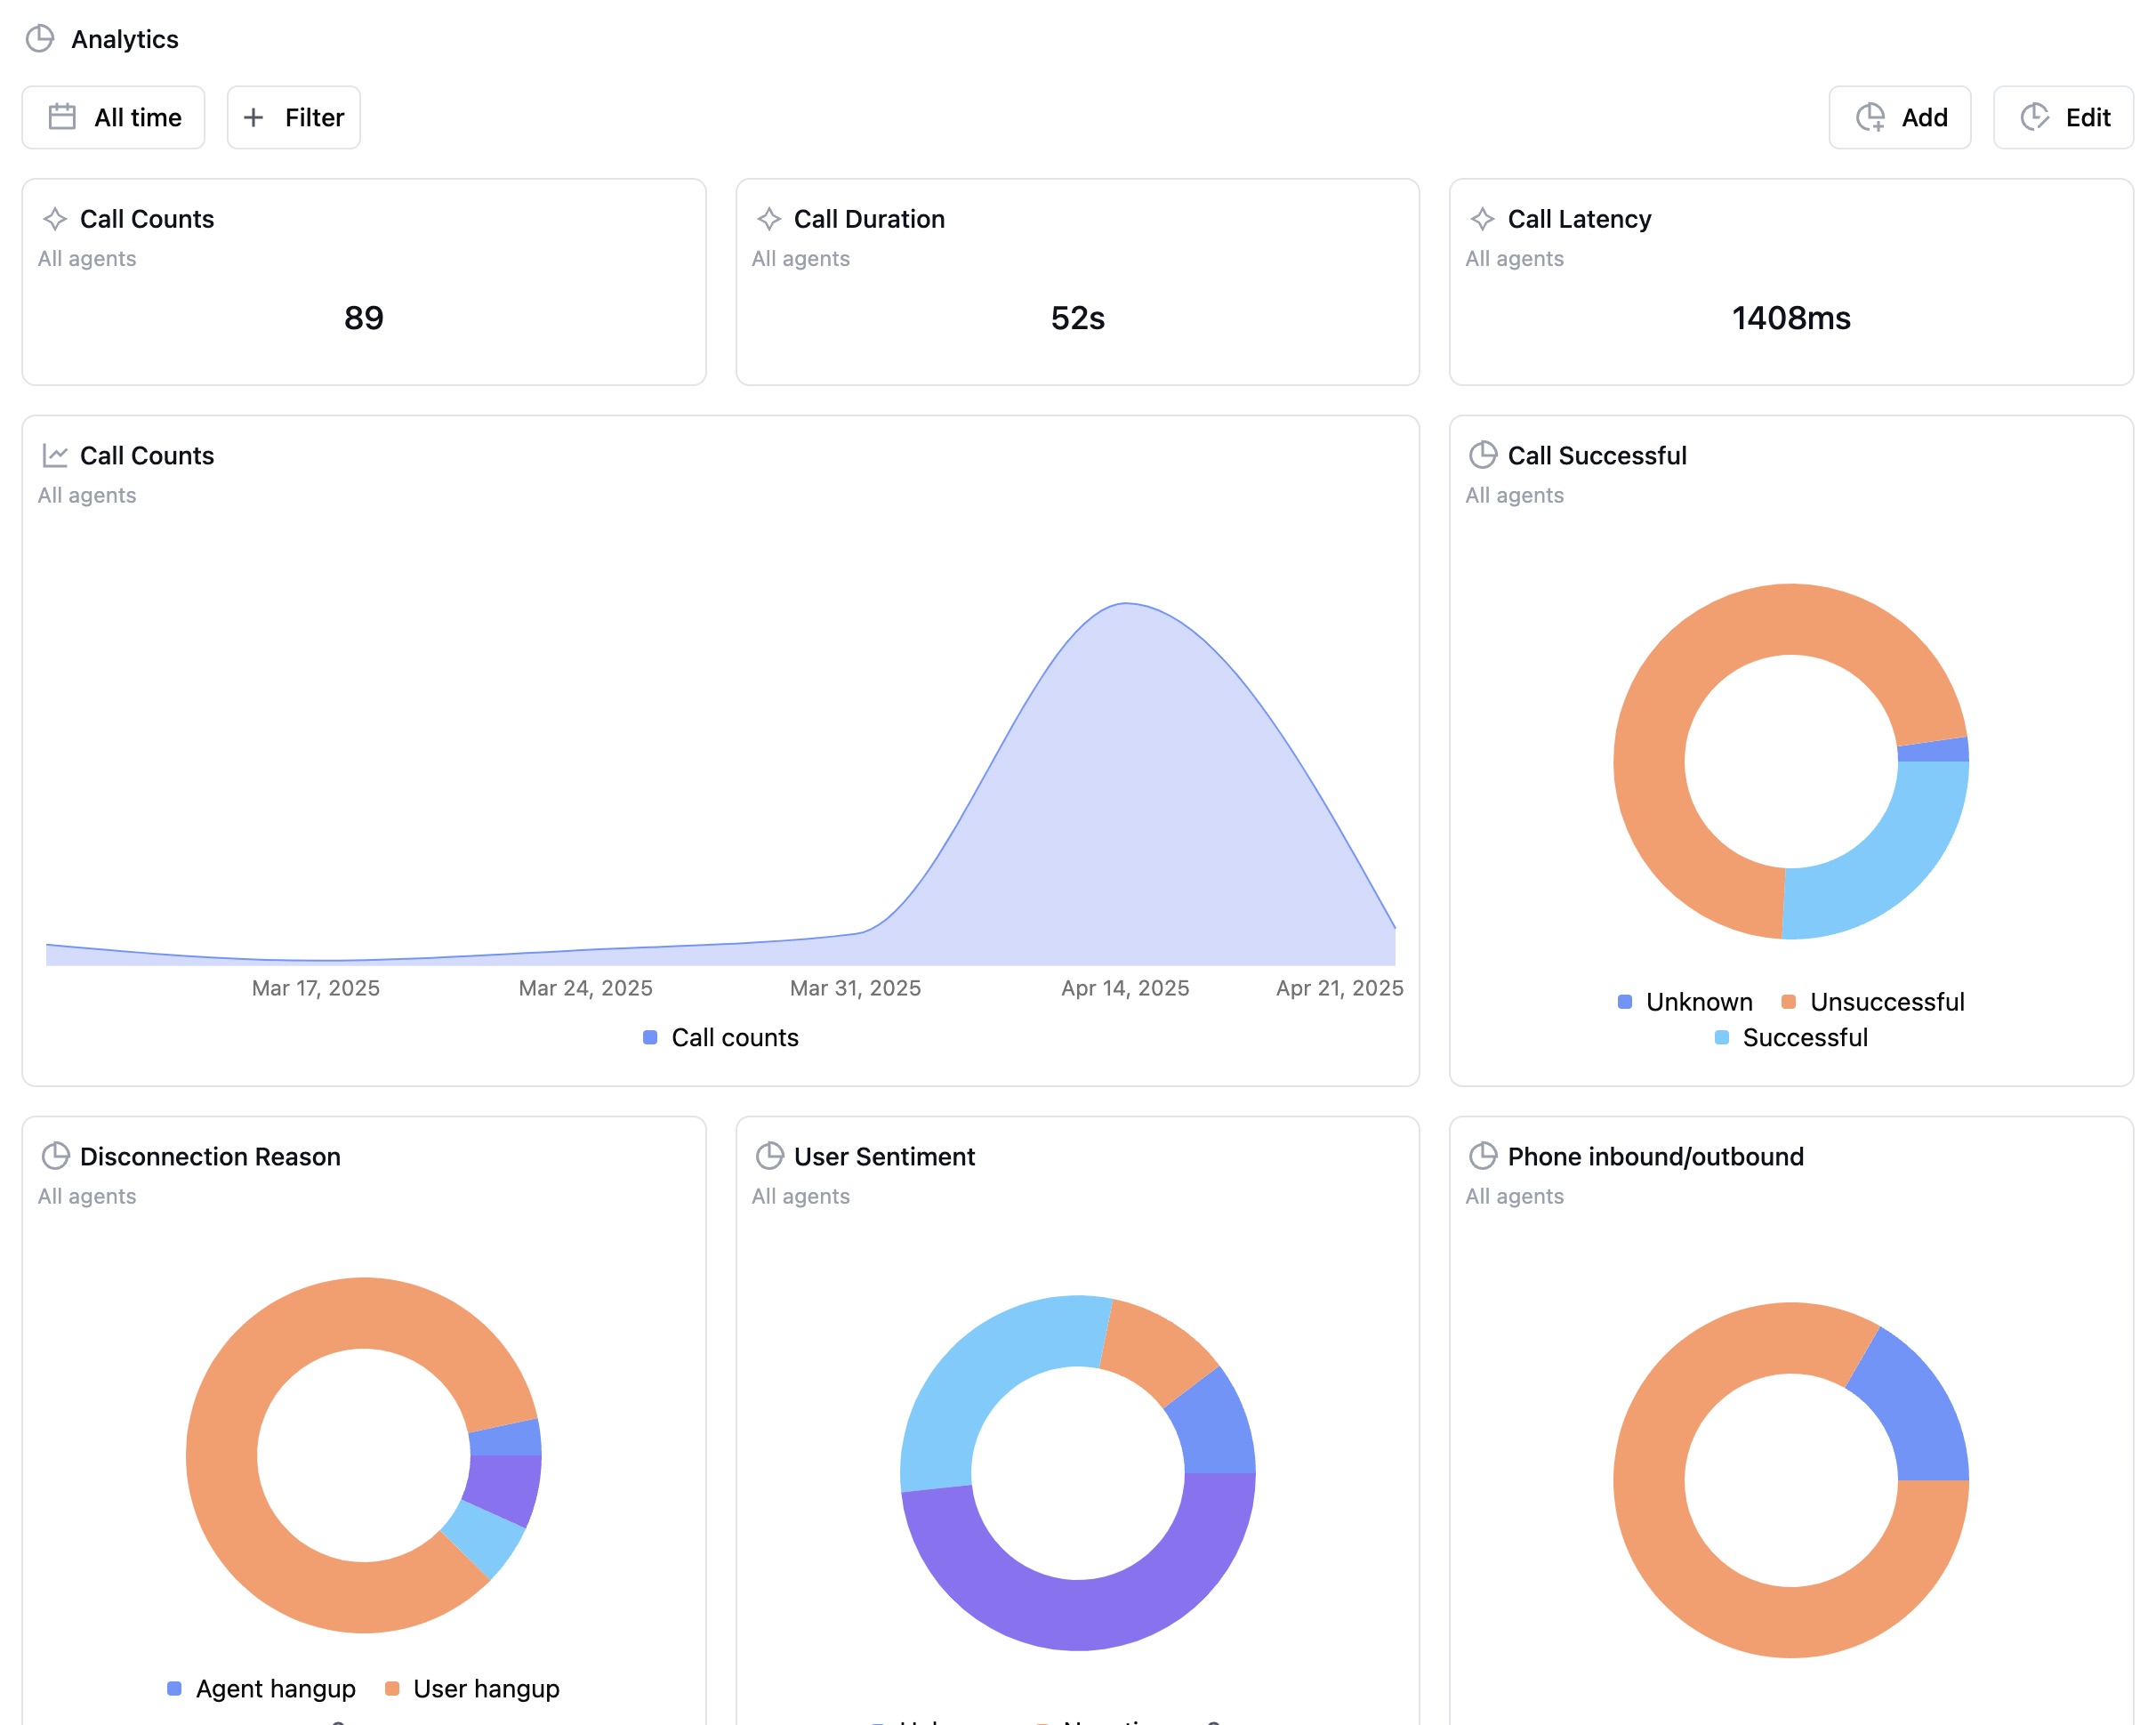 Analytics
All time
Filter
Add
Edit
Call Counts
All agents
89
Call Duration
All agents
52s
Call Latency
All agents
1408ms
Call Counts
All agents
Mar 17, 2025 Mar 24, 2025 Mar 31, 2025 Apr 14, 2025 Apr 21, 2025
Call counts
Call Successful
All agents
Unknown Unsuccessful
Successful
Disconnection Reason
All agents
Agent hangup User hangup
User Sentiment
All agents
Phone inbound/outbound
All agents